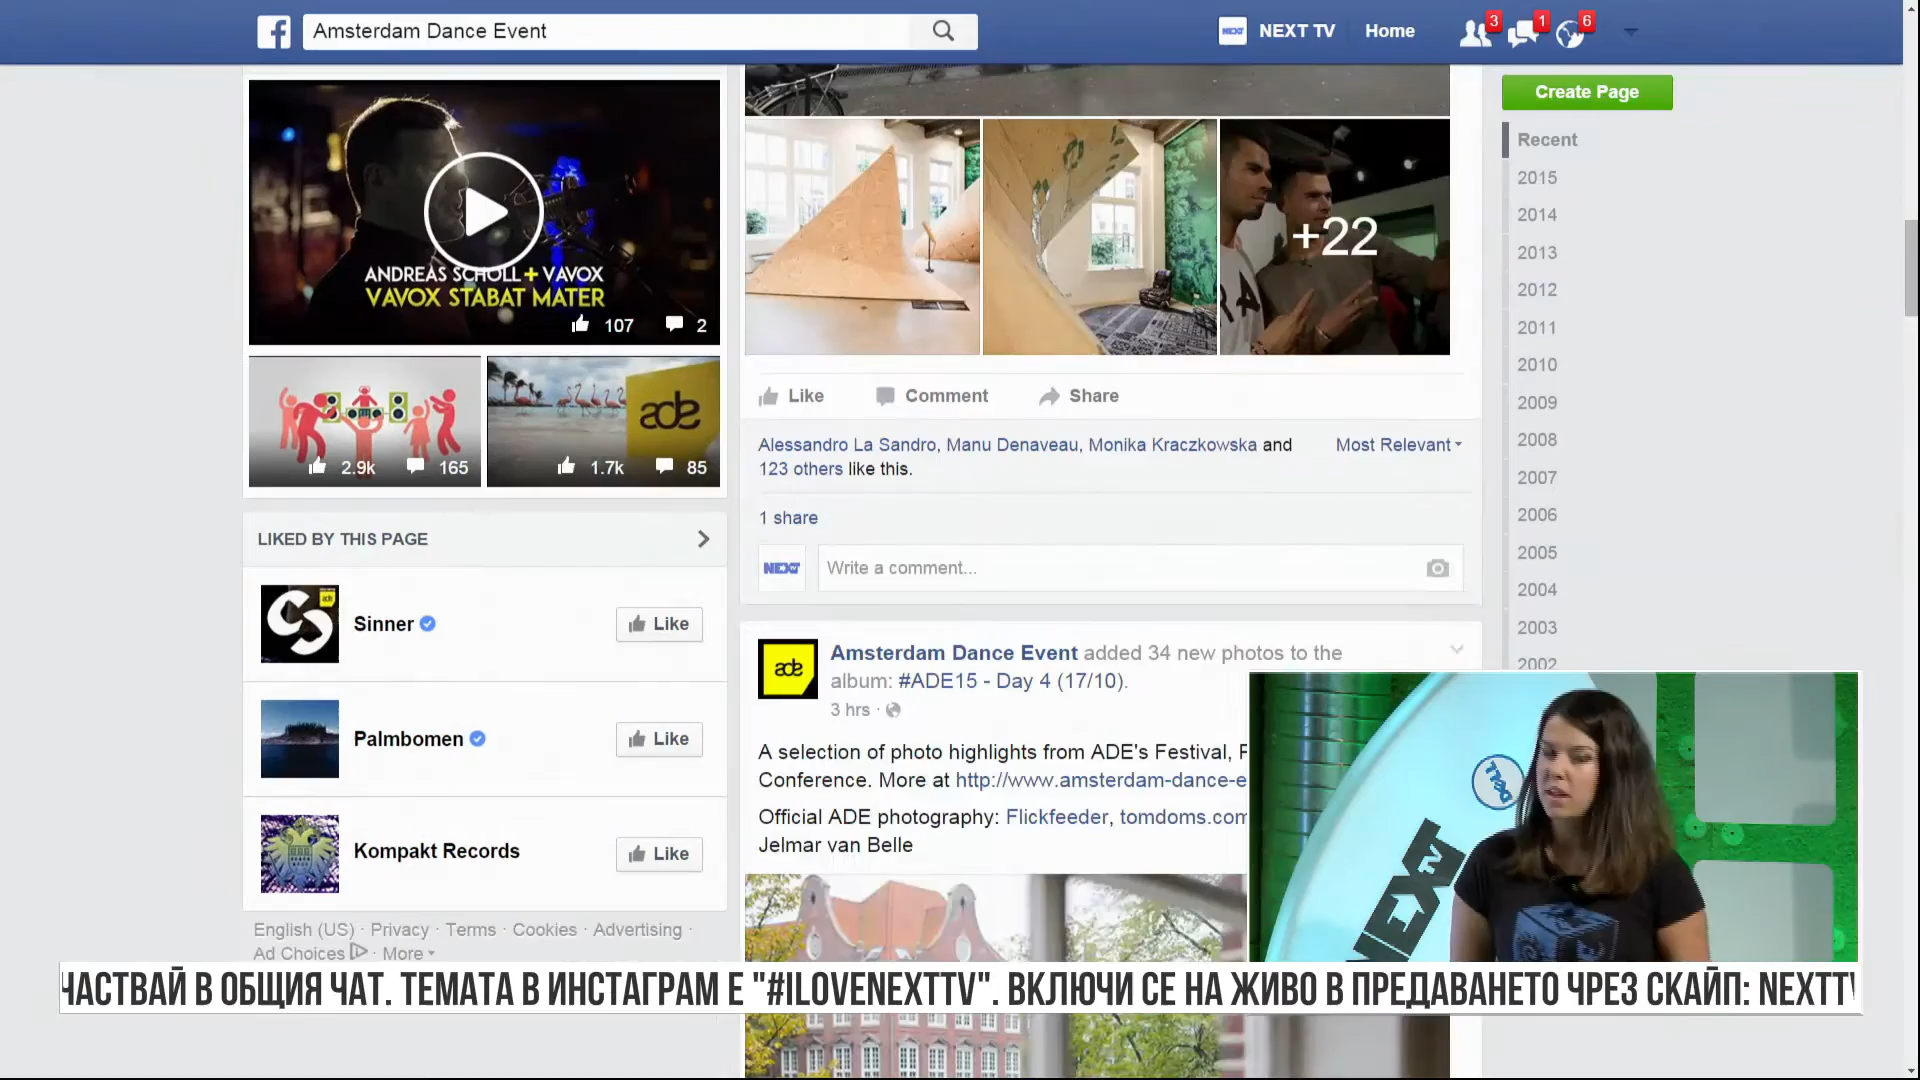 Amsterdam Dance Event
NEXT TV
Home
3
1
6
ANDREAS SCHOLL + VAVOX
VAVOX STABAT MATER
107
2
2.9k
165
ade
1.7k
85
LIKED BY THIS PAGE
Sinner
Like
Palmbomen
Like
Kompakt Records
Like
English (US) · Privacy · Terms · Cookies · Advertising ·
Ad Choices · More
+22
Like
Comment
Share
Alessandro La Sandro, Manu Denaveau, Monika Kraczkowska and
123 others like this.
Most Relevant
1 share
NEXT
Write a comment...
ade
Amsterdam Dance Event added 34 new photos to the
album: #ADE15 - Day 4 (17/10).
3 hrs ·
A selection of photo highlights from ADE's Festival,
Conference. More at http://www.amsterdam-dance-e
Official ADE photography: Flickfeeder, tomdoms.com
Jelmar van Belle
Create Page
Recent
2015
2014
2013
2012
2011
2010
2009
2008
2007
2006
2005
2004
2003
2002
DELL
NEXT TV
ЧАСТВАЙ В ОБЩИЯ ЧАТ. ТЕМАТА В ИНСТАГРАМ Е "#ILOVENEXTTV". ВКЛЮЧИ СЕ НА ЖИВО В ПРЕДАВАНЕТО ЧРЕЗ СКАЙП: NEXTTV